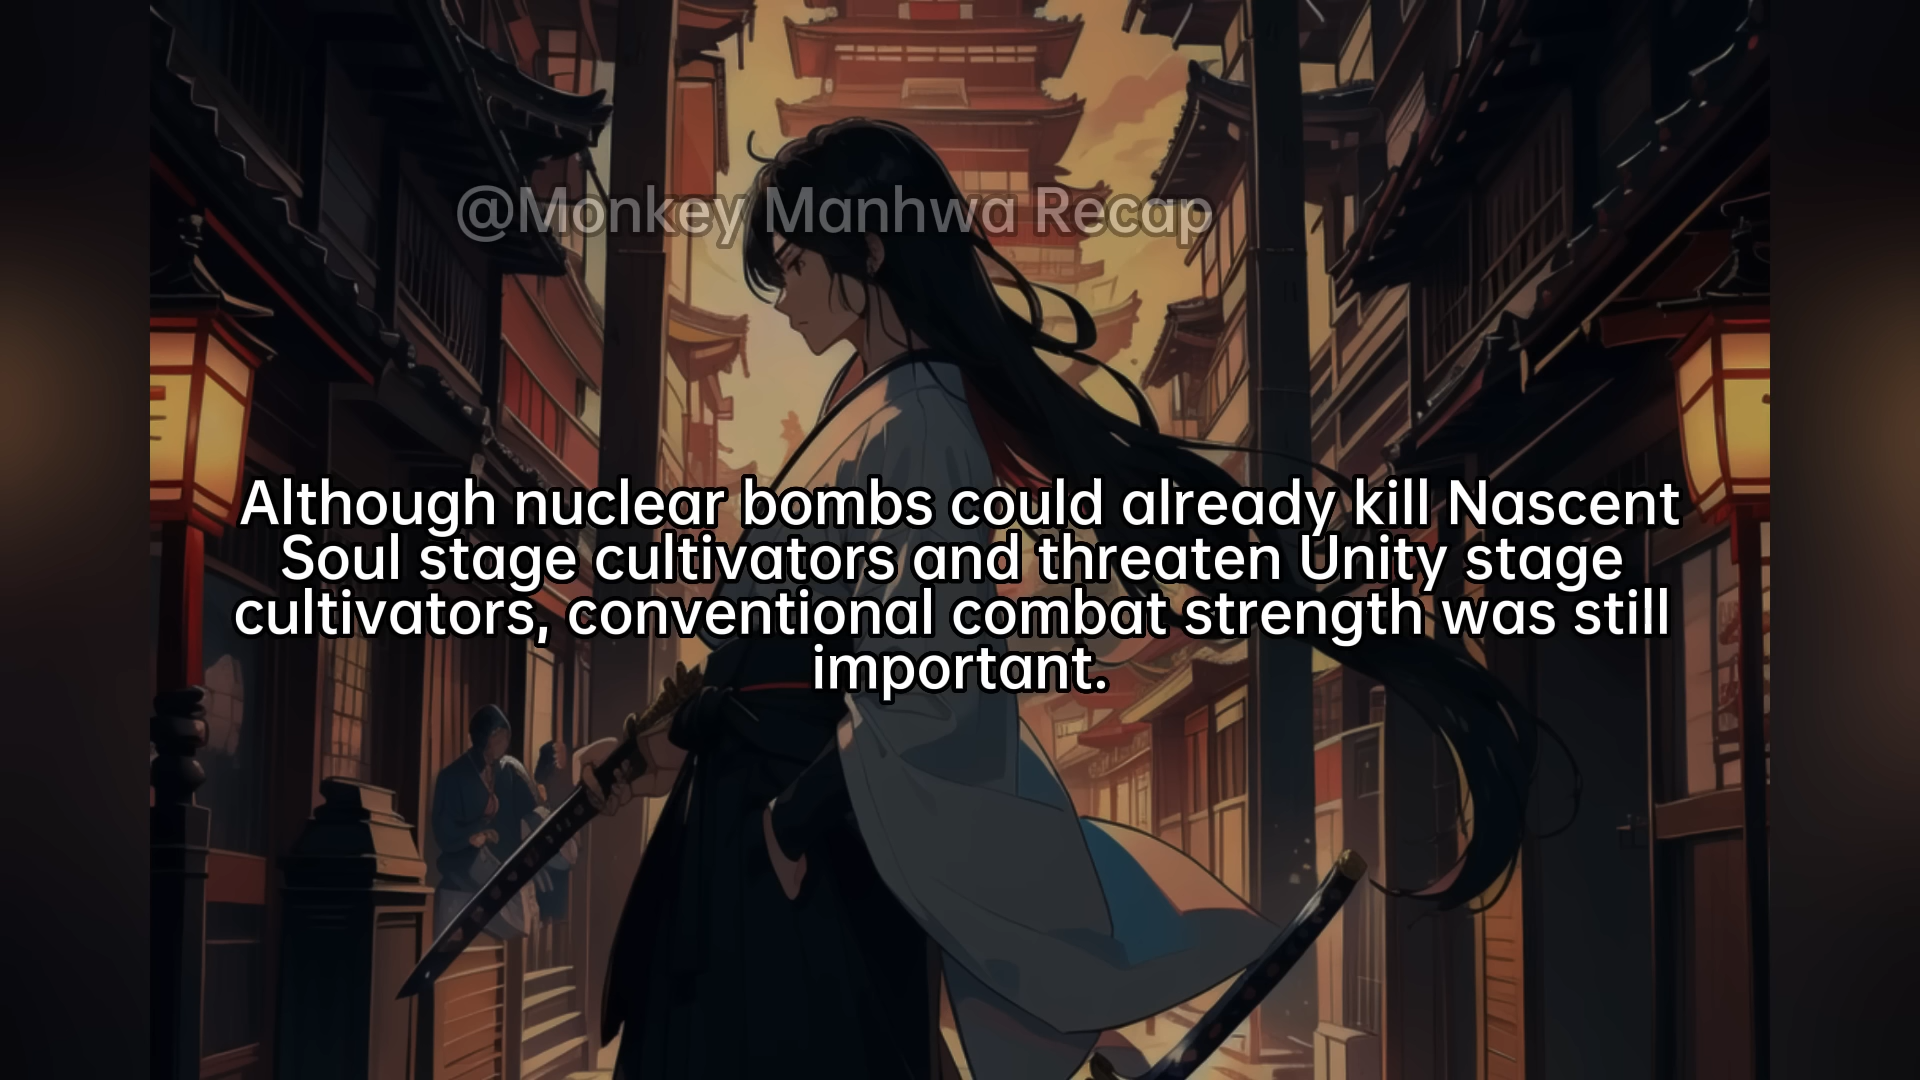 @Monkey Manhwa Recap
Although nuclear bombs could already kill Nascent
Soul stage cultivators and threaten Unity stage
cultivators, conventional combat strength was still
important.